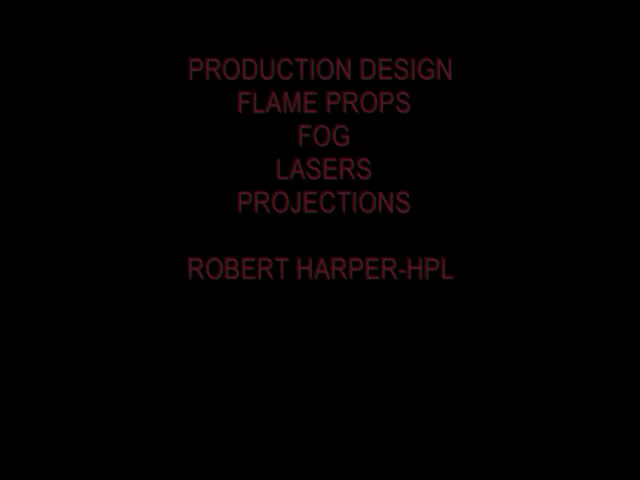 PRODUCTION DESIGN
FLAME PROPS
FOG
LASERS
PROJECTIONS
ROBERT HARPER-HPL